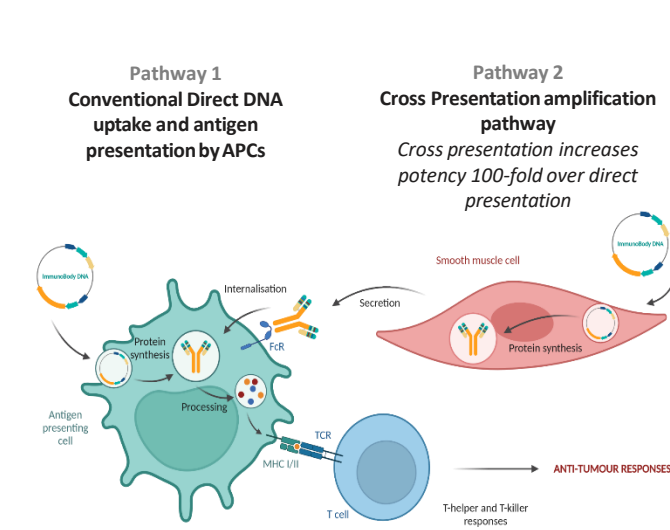 Pathway 1
Conventional Direct DNA
uptake and antigen
presentation by APCs
Pathway 2
Cross Presentation amplification
pathway
Cross presentation increases
potency 100-fold over direct
presentation
ImmunoBody DNA
ImmunoBody DNA
Smooth muscle cell
Internalisation
Secretion
Protein
synthesis
FcR
Protein synthesis
Processing
Antigen
presenting
cell
TCR
MHC I/II
T cell
ANTI-TUMOUR RESPONSES
T-helper and T-killer
responses